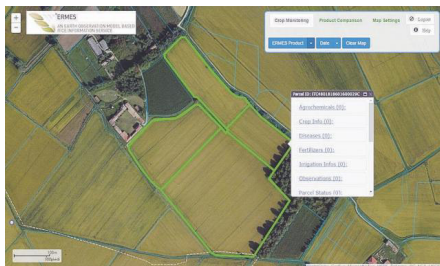 +
−
ERMES
AN EARTH OBSERVATION MODEL BASED
RICE INFORMATION SERVICE
Crop Monitoring
Product Comparison
Map Settings
Logout
Help
ERMES Product
Date
Clear Map
Agrochemicals (0):
Crop Info (0):
Diseases (0):
Fertilizers (0):
Irrigation Infos (0):
Observations (0):
Parcel Status (0):